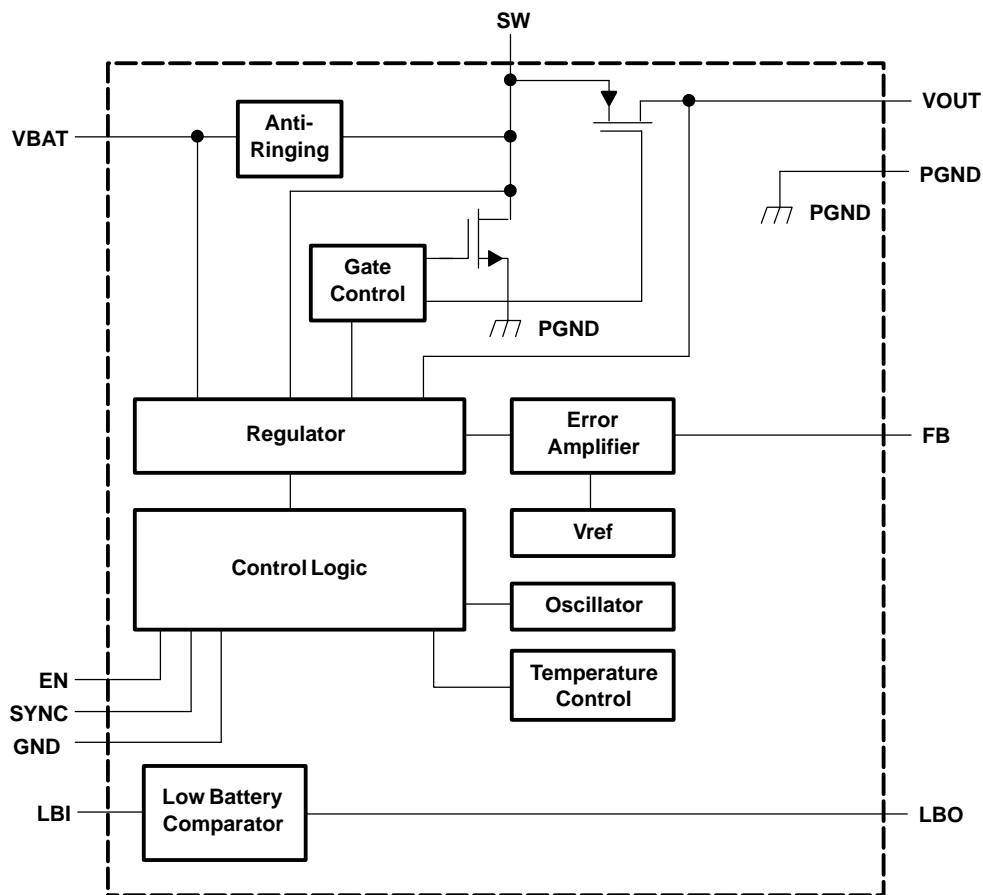 SW
VOUT
Anti-
Ringing
VBAT
PGND
PGND
Gate
Control
PGND
Regulator
Error
Amplifier
FB
Vref
Control Logic
Oscillator
Temperature
Control
EN
SYNC
GND
Low Battery
Comparator
LBI
LBO